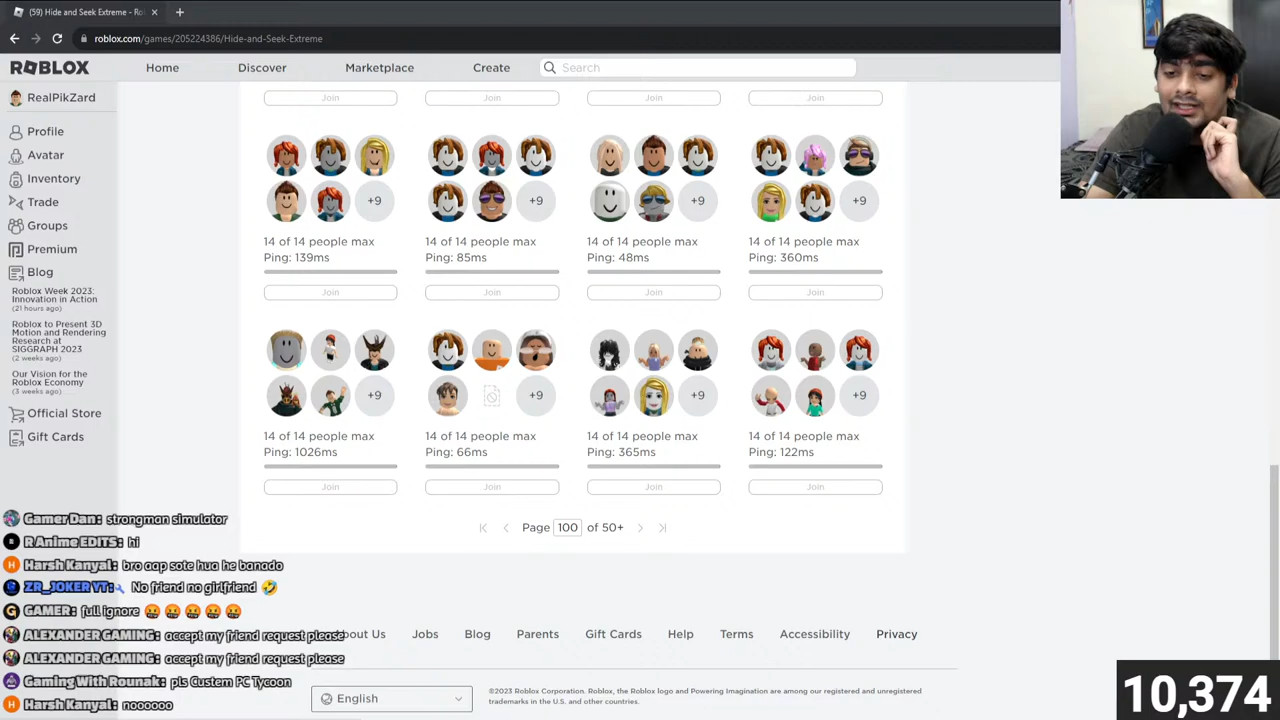 (59) Hide and Seek Extreme - Ro
roblox.com/games/205224386/Hide-and-Seek-Extreme
ROBLOX
Home
Discover
Marketplace
Create
Search
RealPikZard
Profile
Avatar
Inventory
Trade
Groups
Premium
Blog
Roblox Week 2023:
Innovation in Action
(21 hours ago)
Roblox to Present 3D
Motion and Rendering
Research at
SIGGRAPH 2023
(2 weeks ago)
Our Vision for the
Roblox Economy
(3 weeks ago)
Official Store
Gift Cards
Join Join Join Join
+9 +9 +9 +9
14 of 14 people max 14 of 14 people max 14 of 14 people max 14 of 14 people max
Ping: 139ms Ping: 85ms Ping: 48ms Ping: 360ms
Join Join Join Join
+9 +9 +9 +9
14 of 14 people max 14 of 14 people max 14 of 14 people max 14 of 14 people max
Ping: 1026ms Ping: 66ms Ping: 365ms Ping: 122ms
Join Join Join Join
Page 100 of 50+
GamerDan: strongman simulator
R Anime EDITS: hi
Harsh Kanyal: bro aap sote hua he banado
ZR_JOKER VT: No friend no girlfriend 🤣
GAMER: full ignore 🤬 🤬 🤬 🤬 🤬
ALEXANDER GAMING: accept my friend request please
ALEXANDER GAMING: accept my friend request please
pls Custom PC Tycoon
Harsh Kanyal:
bout Us Jobs Blog Parents Gift Cards Help Terms Accessibility Privacy
English
©2023 Roblox Corporation. Roblox, the Roblox logo and Powering Imagination are among our registered and unregistered
trademarks in the U.S. and other countries.
10,374